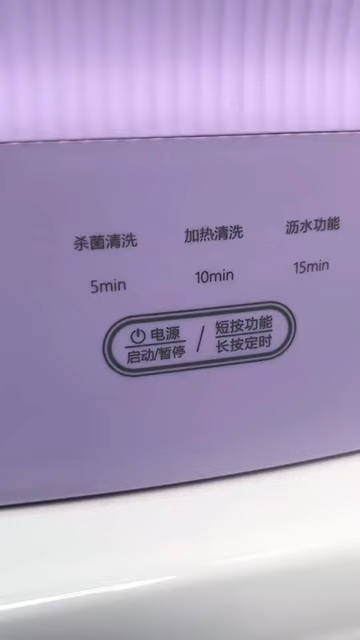 杀菌清洗 加热清洗 沥水功能
5min 10min 15min
电源 / 短按功能
启动/暂停 长按定时